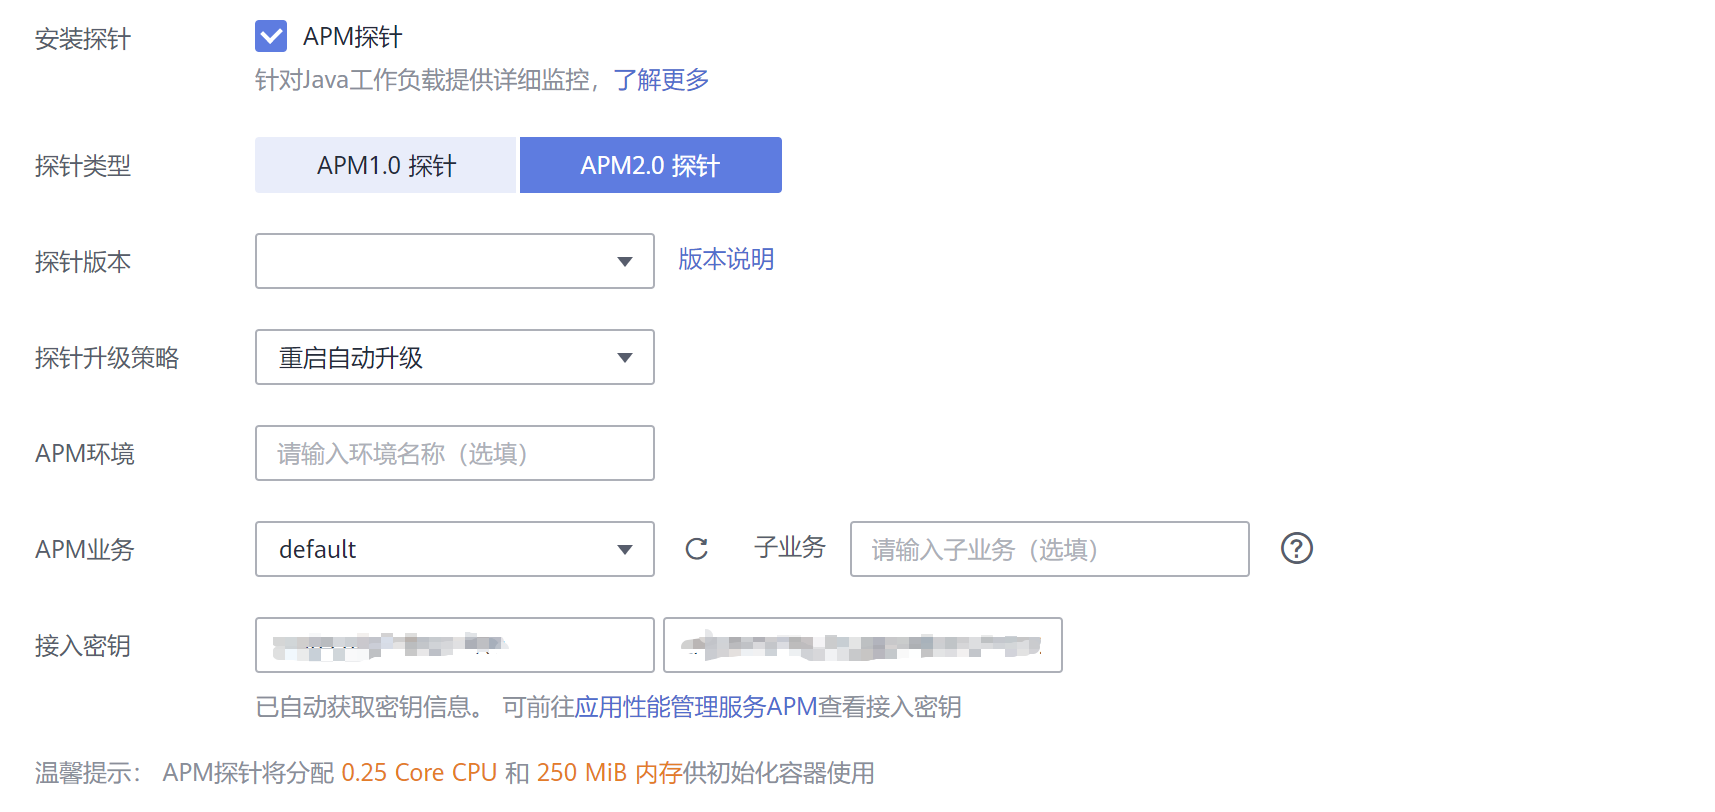 安装探针 APM探针
针对Java工作负载提供详细监控，了解更多
探针类型 APM1.0 探针 APM2.0 探针
探针版本 版本说明
探针升级策略 重启自动升级
APM环境 请输入环境名称（选填）
APM业务 default 子业务 请输入子业务（选填） ?
接入密钥
已自动获取密钥信息。 可前往应用性能管理服务APM查看接入密钥
温馨提示： APM探针将分配 0.25 Core CPU 和 250 MiB 内存供初始化容器使用